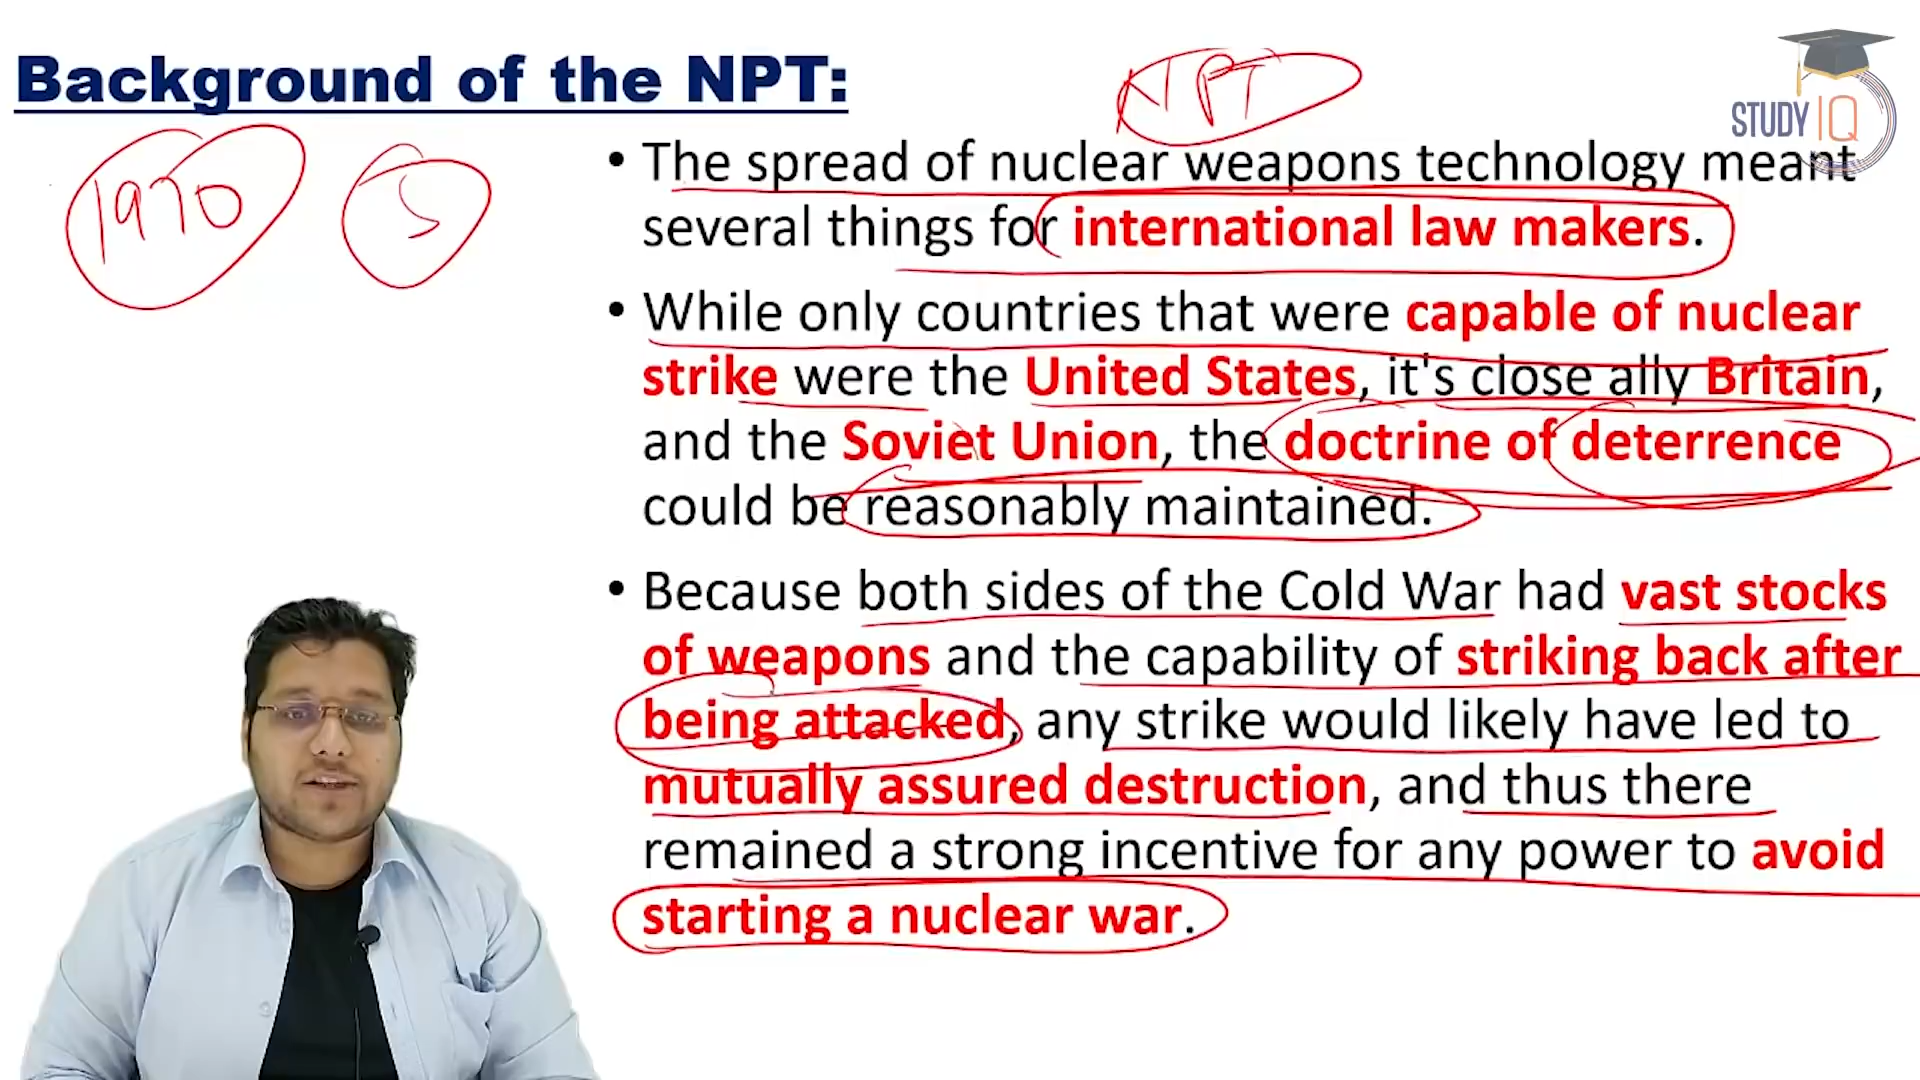 Background of the NPT:
NPT
STUDY IQ
1970
5
• The spread of nuclear weapons technology meant
several things for international law makers.
• While only countries that were capable of nuclear
strike were the United States, it's close ally Britain,
and the Soviet Union, the doctrine of deterrence
could be reasonably maintained.
• Because both sides of the Cold War had vast stocks
of weapons and the capability of striking back after
being attacked, any strike would likely have led to
mutually assured destruction, and thus there
remained a strong incentive for any power to avoid
starting a nuclear war.